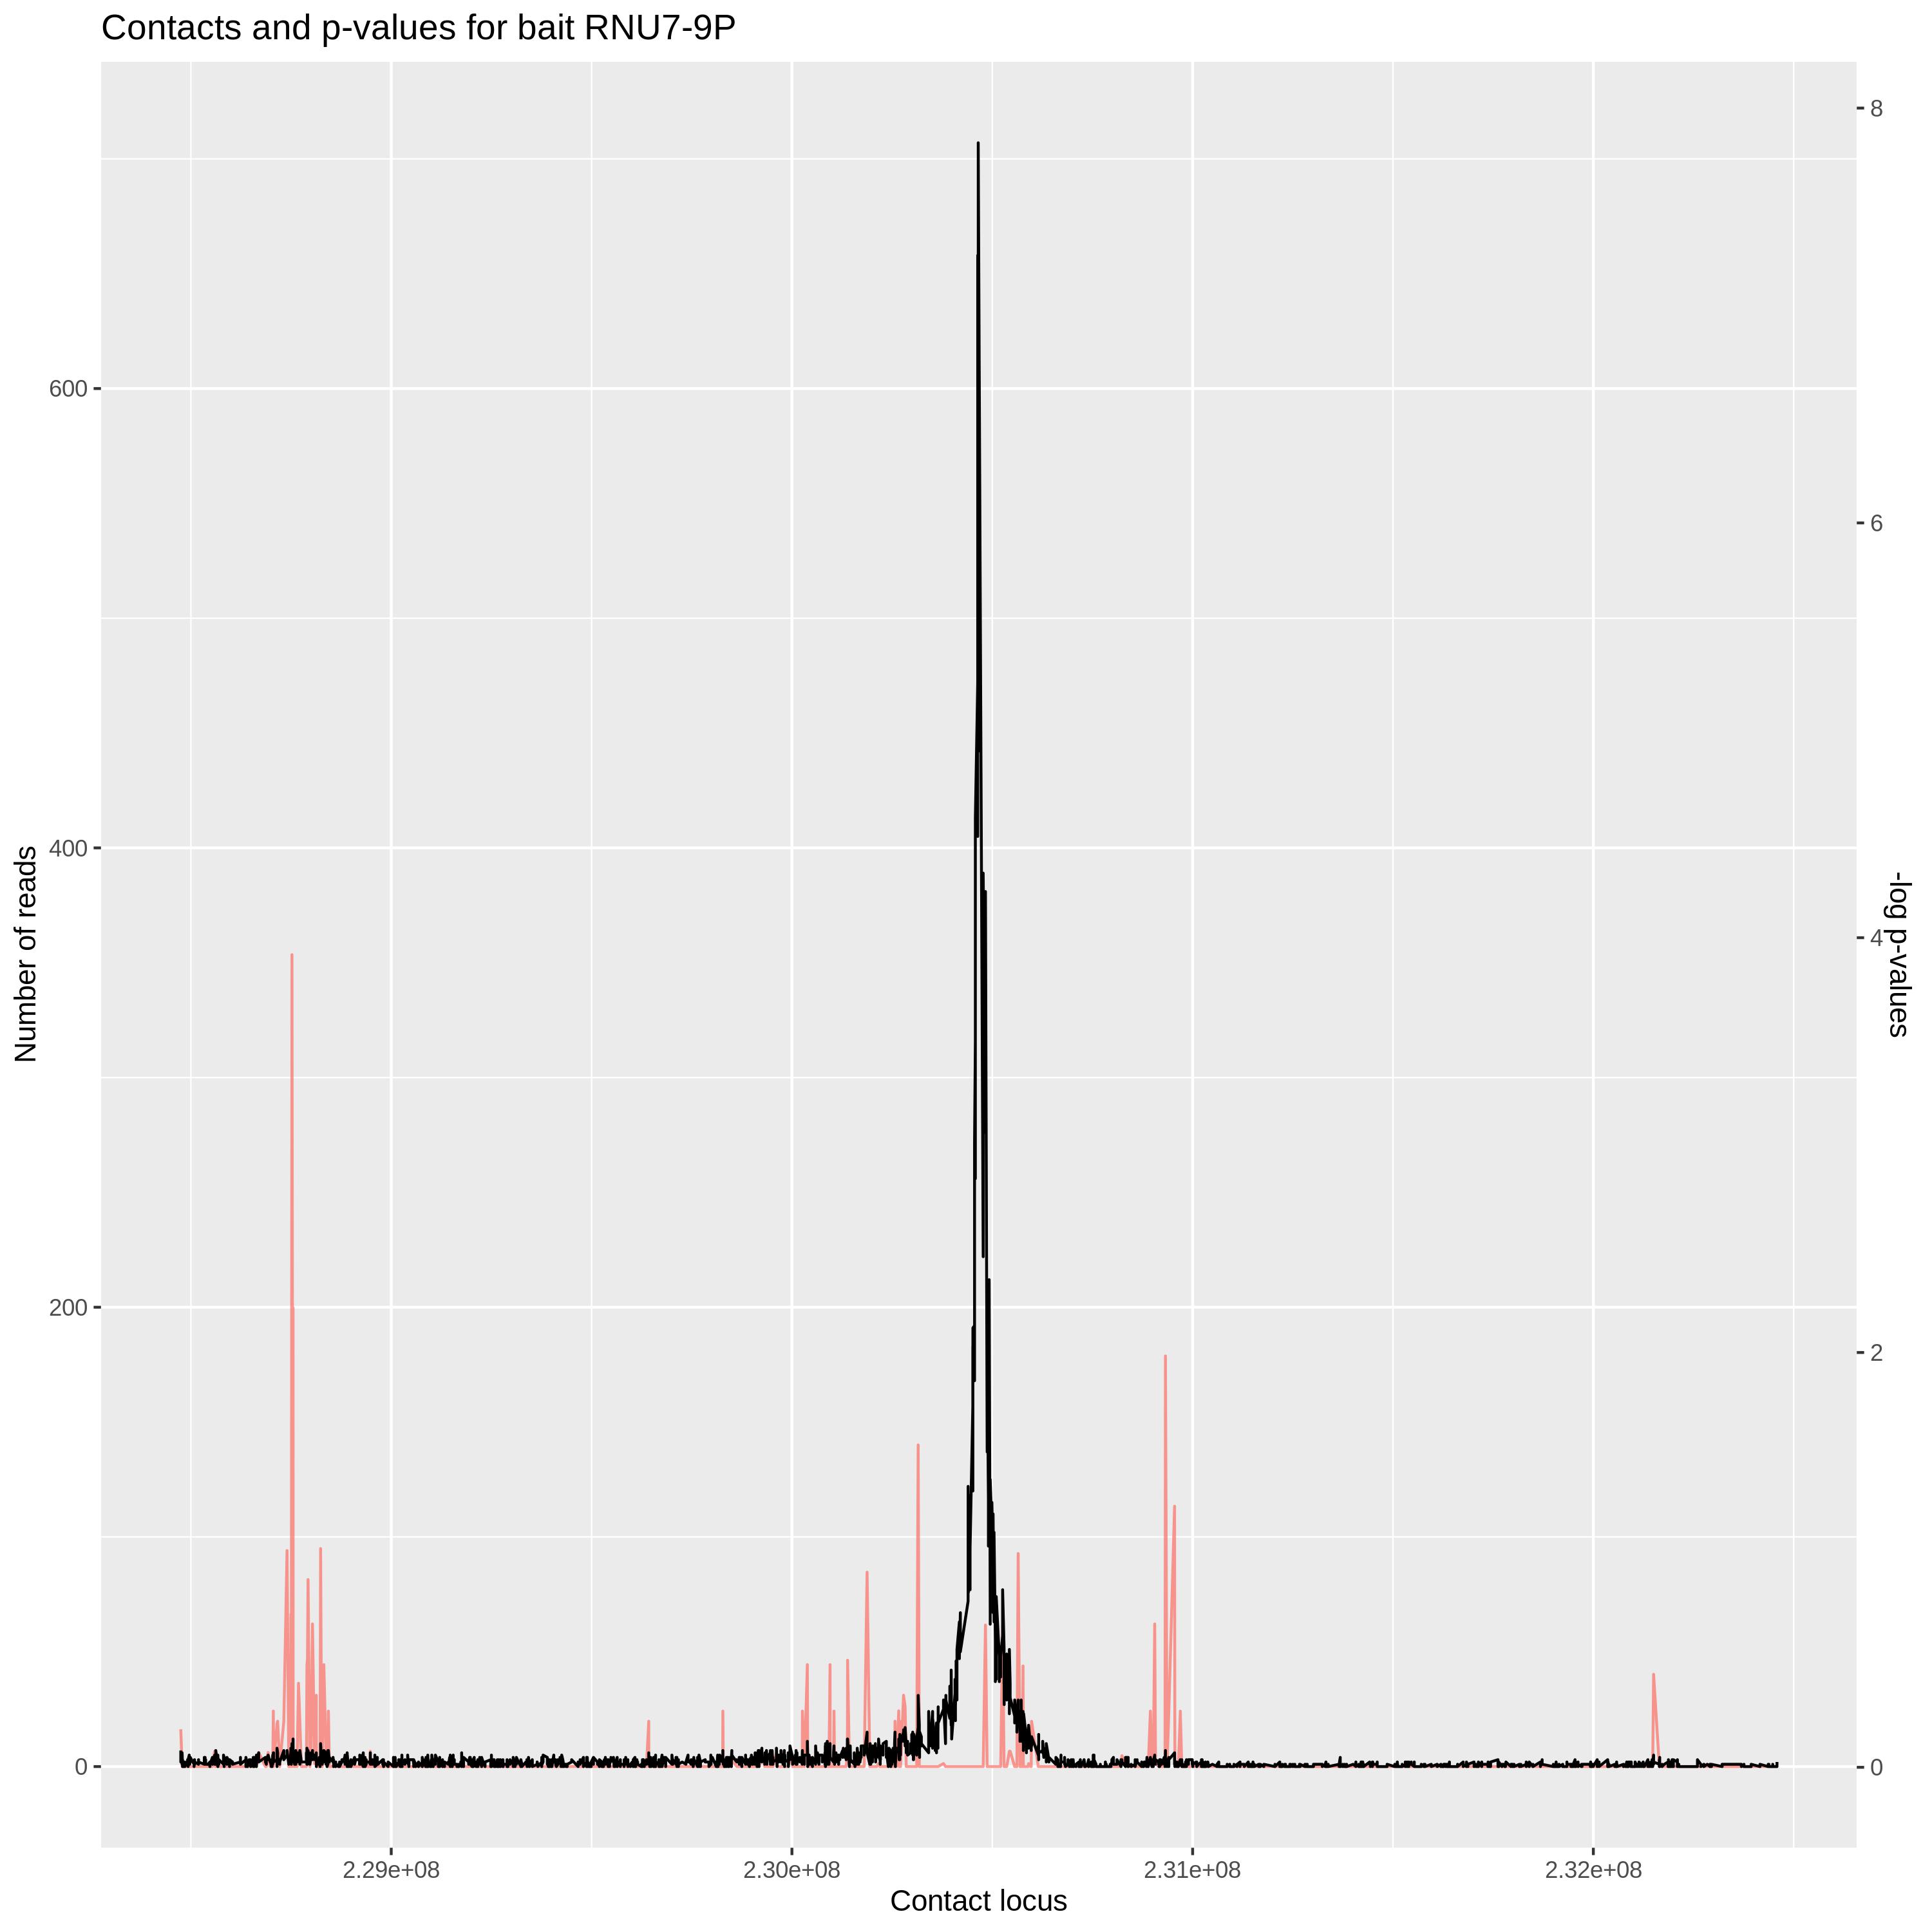 Contacts and p-values for bait RNU7-9P
8
600
6
400
4
Number of reads
-log p-values
200
2
0
0
2.29e+08
2.30e+08
2.31e+08
2.32e+08
Contact locus